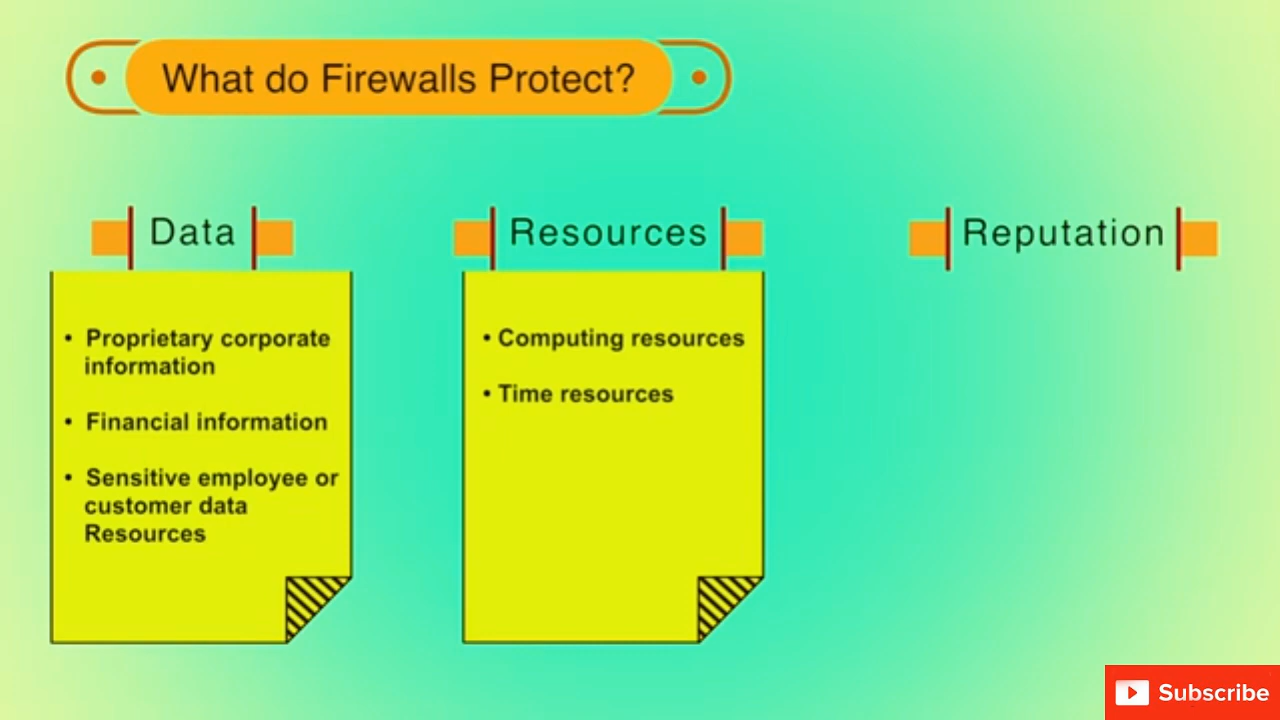 What do Firewalls Protect?
Data
• Proprietary corporate
information
• Financial information
• Sensitive employee or
customer data
Resources
Resources
• Computing resources
• Time resources
Reputation
Subscribe